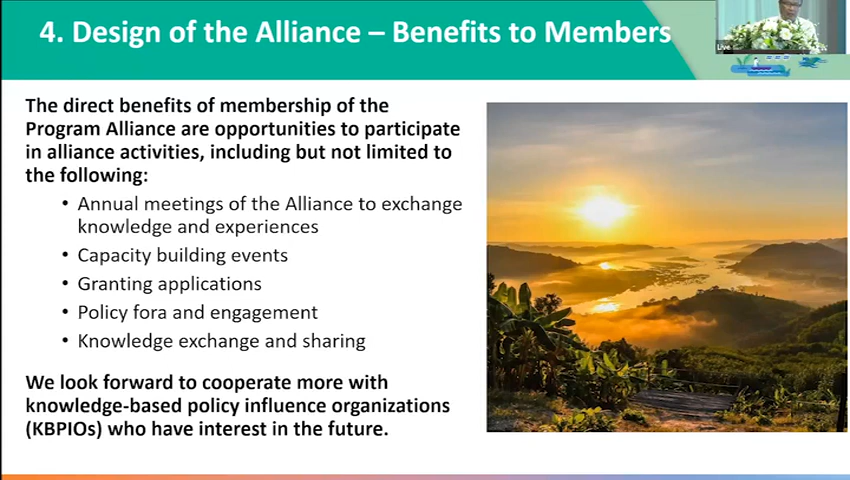 4. Design of the Alliance – Benefits to Members
Live
The direct benefits of membership of the
Program Alliance are opportunities to participate
in alliance activities, including but not limited to
the following:
• Annual meetings of the Alliance to exchange
knowledge and experiences
• Capacity building events
• Granting applications
• Policy fora and engagement
• Knowledge exchange and sharing
We look forward to cooperate more with
knowledge-based policy influence organizations
(KBPIOs) who have interest in the future.